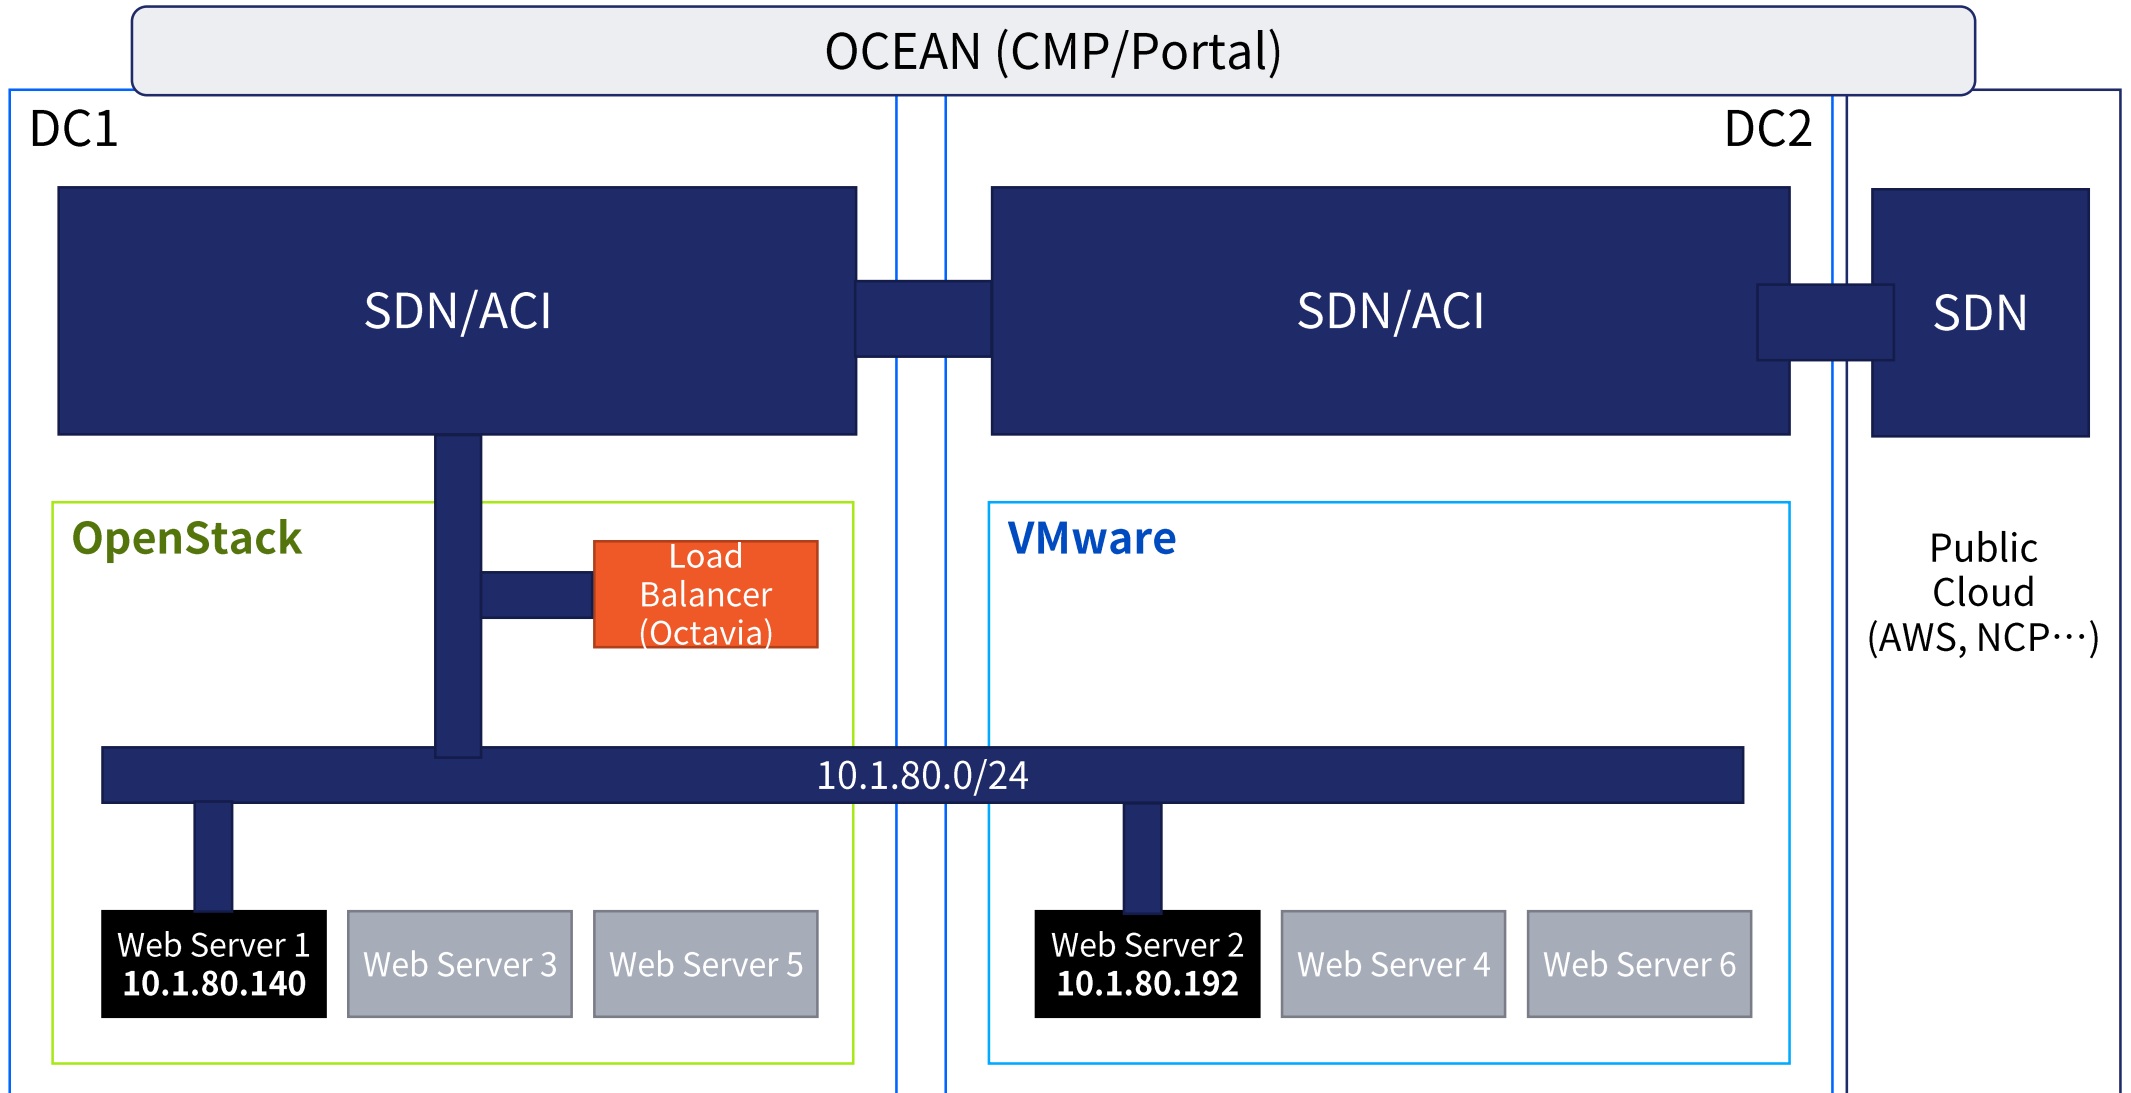 OCEAN (CMP/Portal)
DC1
DC2
SDN/ACI
SDN/ACI
SDN
OpenStack
Load
Balancer
(Octavia)
VMware
Public
Cloud
(AWS, NCP…)
10.1.80.0/24
Web Server 1
10.1.80.140
Web Server 3
Web Server 5
Web Server 2
10.1.80.192
Web Server 4
Web Server 6